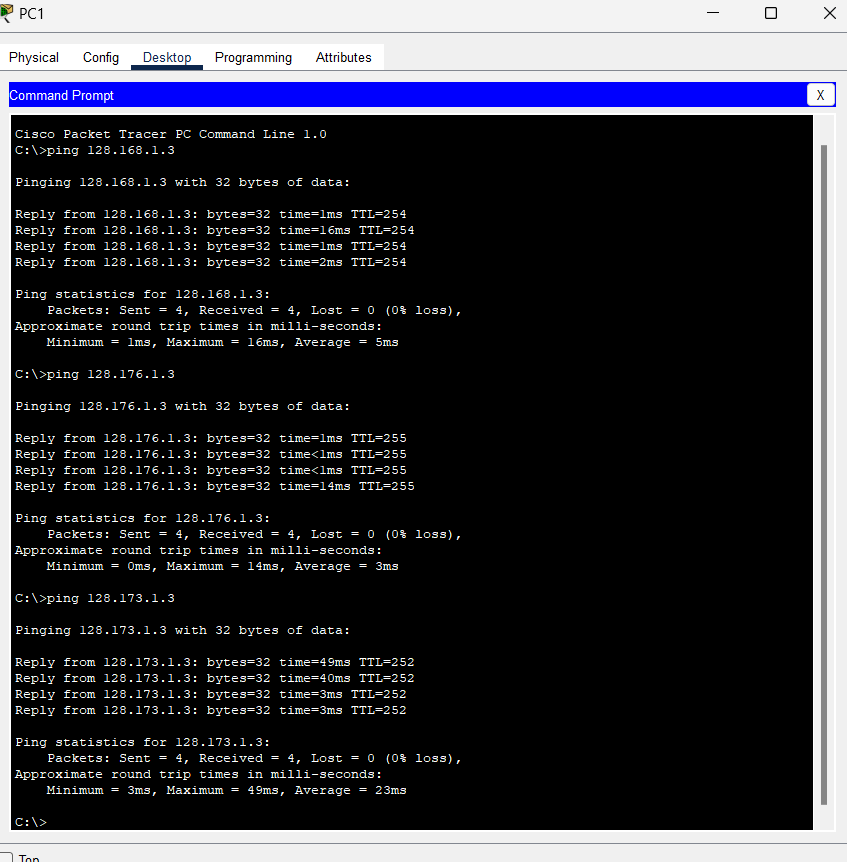 PC1
Physical Config Desktop Programming Attributes
Command Prompt X
Cisco Packet Tracer PC Command Line 1.0
C:\>ping 128.168.1.3
Pinging 128.168.1.3 with 32 bytes of data:
Reply from 128.168.1.3: bytes=32 time=1ms TTL=254
Reply from 128.168.1.3: bytes=32 time=16ms TTL=254
Reply from 128.168.1.3: bytes=32 time=1ms TTL=254
Reply from 128.168.1.3: bytes=32 time=2ms TTL=254
Ping statistics for 128.168.1.3:
    Packets: Sent = 4, Received = 4, Lost = 0 (0% loss),
Approximate round trip times in milli-seconds:
    Minimum = 1ms, Maximum = 16ms, Average = 5ms
C:\>ping 128.176.1.3
Pinging 128.176.1.3 with 32 bytes of data:
Reply from 128.176.1.3: bytes=32 time=1ms TTL=255
Reply from 128.176.1.3: bytes=32 time<1ms TTL=255
Reply from 128.176.1.3: bytes=32 time<1ms TTL=255
Reply from 128.176.1.3: bytes=32 time=14ms TTL=255
Ping statistics for 128.176.1.3:
    Packets: Sent = 4, Received = 4, Lost = 0 (0% loss),
Approximate round trip times in milli-seconds:
    Minimum = 0ms, Maximum = 14ms, Average = 3ms
C:\>ping 128.173.1.3
Pinging 128.173.1.3 with 32 bytes of data:
Reply from 128.173.1.3: bytes=32 time=49ms TTL=252
Reply from 128.173.1.3: bytes=32 time=40ms TTL=252
Reply from 128.173.1.3: bytes=32 time=3ms TTL=252
Reply from 128.173.1.3: bytes=32 time=3ms TTL=252
Ping statistics for 128.173.1.3:
    Packets: Sent = 4, Received = 4, Lost = 0 (0% loss),
Approximate round trip times in milli-seconds:
    Minimum = 3ms, Maximum = 49ms, Average = 23ms
C:\>
Top